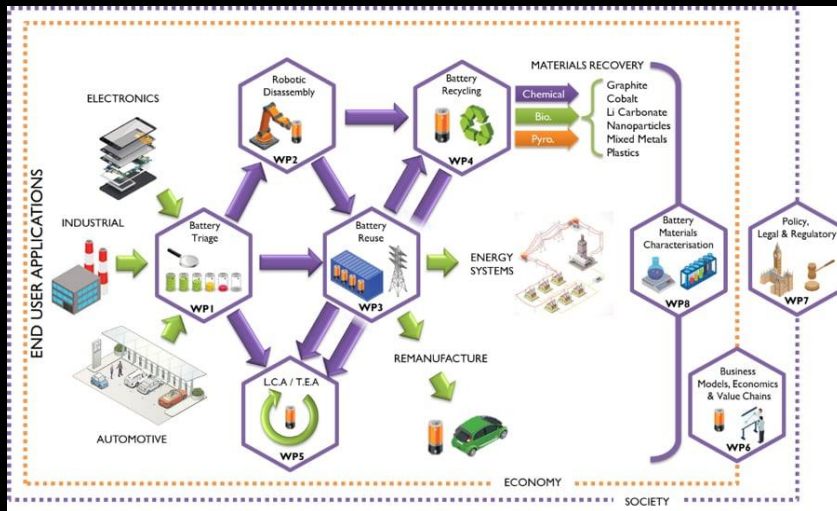 MATERIALS RECOVERY
Robotic
Disassembly
WP2
Battery
Recycling
WP4
Chemical
Bio.
Pyro.
Graphite
Cobalt
Li Carbonate
Nanoparticles
Mixed Metals
Plastics
ELECTRONICS
END USER APPLICATIONS
INDUSTRIAL
AUTOMOTIVE
Battery
Triage
WP1
Battery
Reuse
WP3
ENERGY
SYSTEMS
REMANUFACTURE
L.C.A / T.E.A
WP5
Battery
Materials
Characterisation
WP8
Policy,
Legal & Regulatory
WP7
Business
Models, Economics
& Value Chains
WP6
ECONOMY
SOCIETY